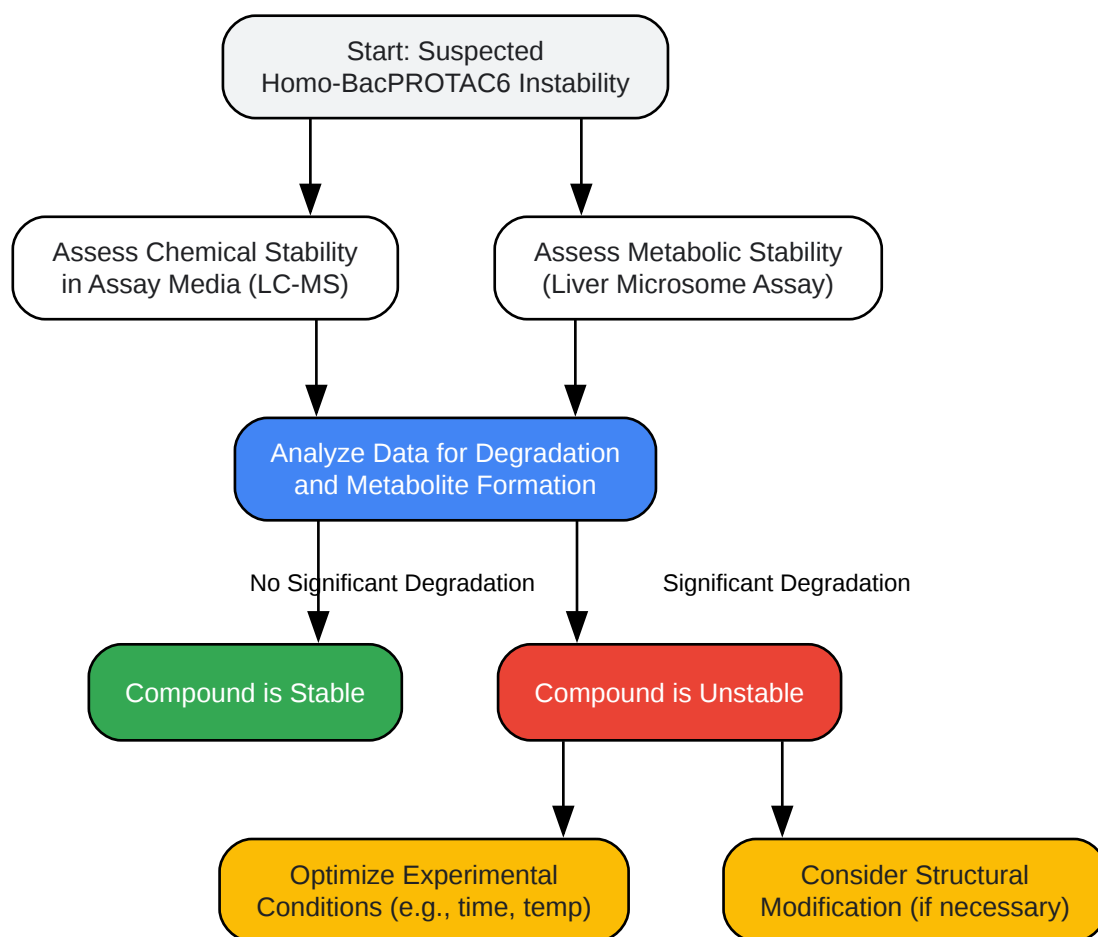 Start: Suspected
Homo-BacPROTAC6 Instability
Assess Chemical Stability
in Assay Media (LC-MS)
Assess Metabolic Stability
(Liver Microsome Assay)
Analyze Data for Degradation
and Metabolite Formation
No Significant Degradation
Significant Degradation
Compound is Stable
Compound is Unstable
Optimize Experimental
Conditions (e.g., time, temp)
Consider Structural
Modification (if necessary)